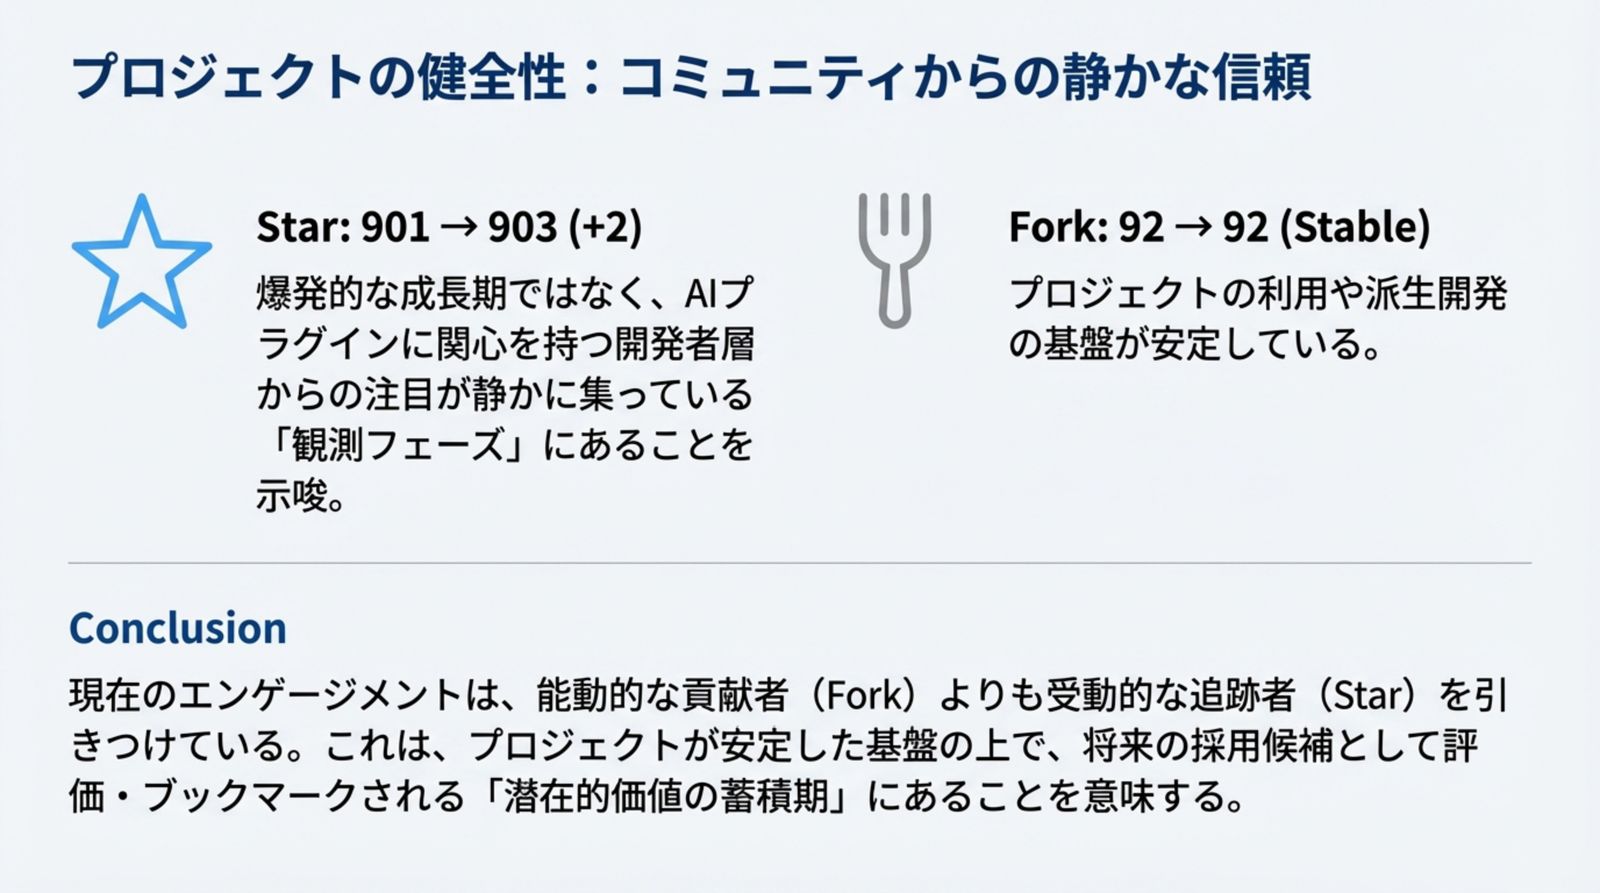 プロジェクトの健全性：コミュニティからの静かな信頼
Star: 901 → 903 (+2)
爆発的な成長期ではなく、AIプ
ラグインに関心を持つ開発者層
からの注目が静かに集っている
「観測フェーズ」にあることを
示唆。
Fork: 92 → 92 (Stable)
プロジェクトの利用や派生開発
の基盤が安定している。
Conclusion
現在のエンゲージメントは、能動的な貢献者（Fork）よりも受動的な追跡者（Star）を引
きつけている。これは、プロジェクトが安定した基盤の上で、将来の採用候補として評
価・ブックマークされる「潜在的価値の蓄積期」にあることを意味する。